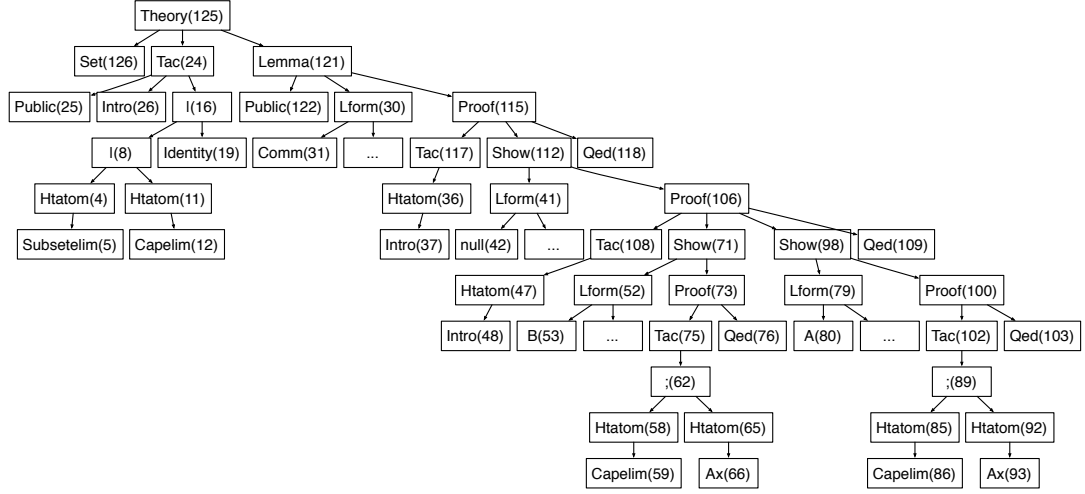 Theory(125)
Set(126) Tac(24) Lemma(121)
Public(25) Intro(26) |(16) Public(122) Lform(30) Proof(115)
|(8) Identity(19) Comm(31) ... Tac(117) Show(112) Qed(118)
Htatom(4) Htatom(11) Htatom(36) Lform(41) Proof(106)
Subsetelim(5) Capelim(12) Intro(37) null(42) ... Tac(108) Show(71) Show(98) Qed(109)
Htatom(47) Lform(52) Proof(73) Lform(79) Proof(100)
Intro(48) B(53) ... Tac(75) Qed(76) A(80) ... Tac(102) Qed(103)
;(62) ;(89)
Htatom(58) Htatom(65) Htatom(85) Htatom(92)
Capelim(59) Ax(66) Capelim(86) Ax(93)